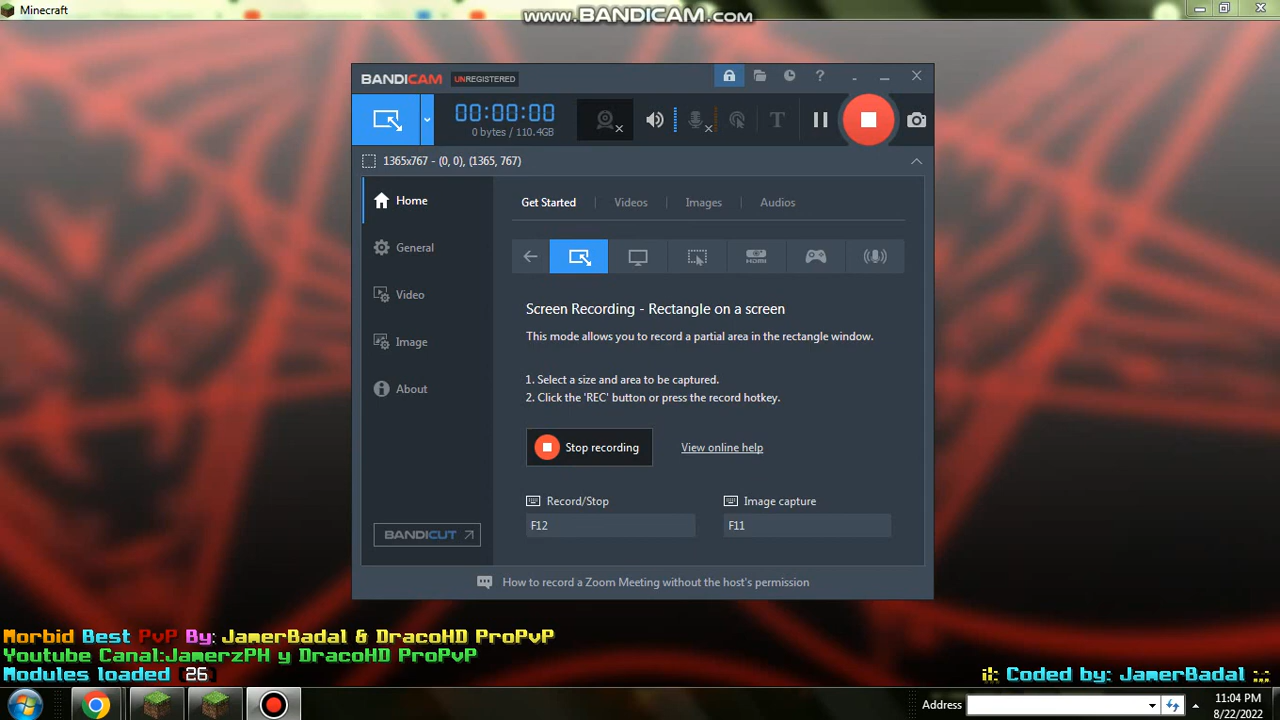 Minecraft
www.BANDICAM.com
BANDICAM UNREGISTERED
00:00:00
0 bytes / 110.4GB
1365x767 - (0, 0), (1365, 767)
Home
General
Video
Image
About
BANDICUT
Get Started
Videos
Images
Audios
HDMI
Screen Recording - Rectangle on a screen
This mode allows you to record a partial area in the rectangle window.
1. Select a size and area to be captured.
2. Click the 'REC' button or press the record hotkey.
Stop recording
View online help
Record/Stop
Image capture
F12
F11
How to record a Zoom Meeting without the host's permission
Morbid Best PvP By: JamerBadal & DracoHD ProPvP
Youtube Canal:JamerzPH y DracoHD ProPvP
Modules loaded 26
Coded by: JamerBadal
Address
11:04 PM
8/22/2022